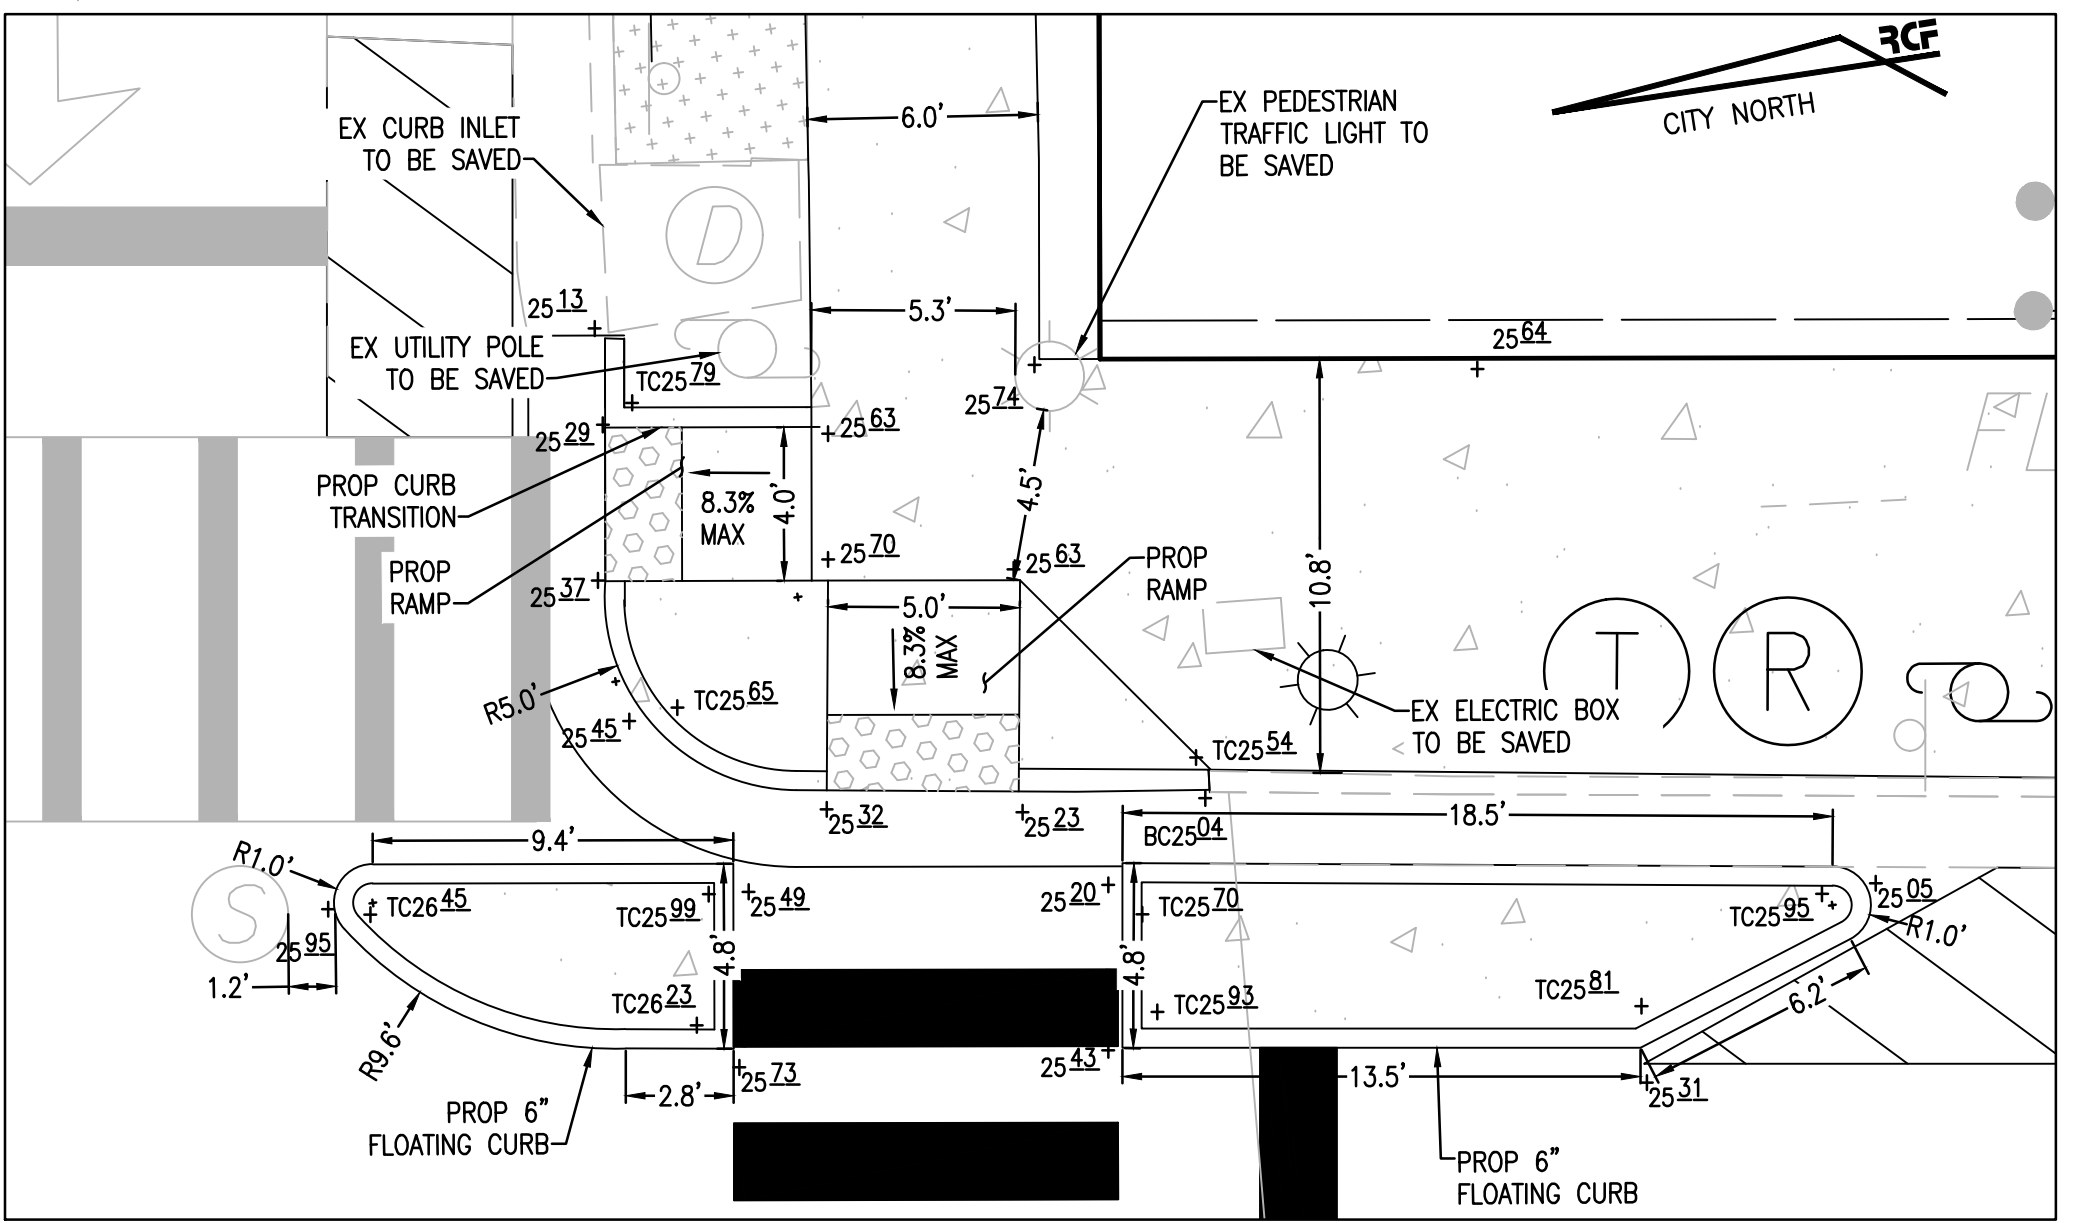 RCF
CITY NORTH
EX PEDESTRIAN
TRAFFIC LIGHT TO
BE SAVED
EX CURB INLET
TO BE SAVED
6.0'
D
25 13
5.3'
25 64
EX UTILITY POLE
TO BE SAVED
TC25 79
25 74
25 29
25 63
FL
PROP CURB
TRANSITION
8.3%
MAX
4.0'
4.5'
25 70
25 63
PROP
RAMP
PROP
RAMP
10.8'
25 37
5.0'
8.3%
MAX
T
R
R5.0'
TC25 65
25 45
EX ELECTRIC BOX
TO BE SAVED
TC25 54
25 32
25 23
BC25 04
18.5'
9.4'
R1.0'
S
TC26 45
TC25 99
25 49
25 20
TC25 70
TC25 95
25 05
R1.0'
25 95
1.2'
4.8'
4.8'
TC26 23
TC25 93
TC25 81
6.2'
R9.6'
25 73
25 43
13.5'
25 31
2.8'
PROP 6"
FLOATING CURB
PROP 6"
FLOATING CURB